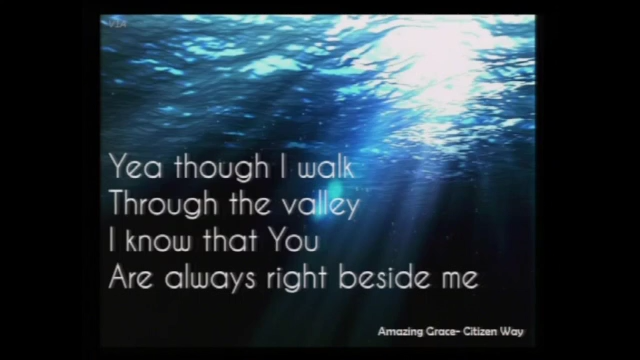 Yea though I walk
Through the valley
I know that You
Are always right beside me
Amazing Grace- Citizen Way